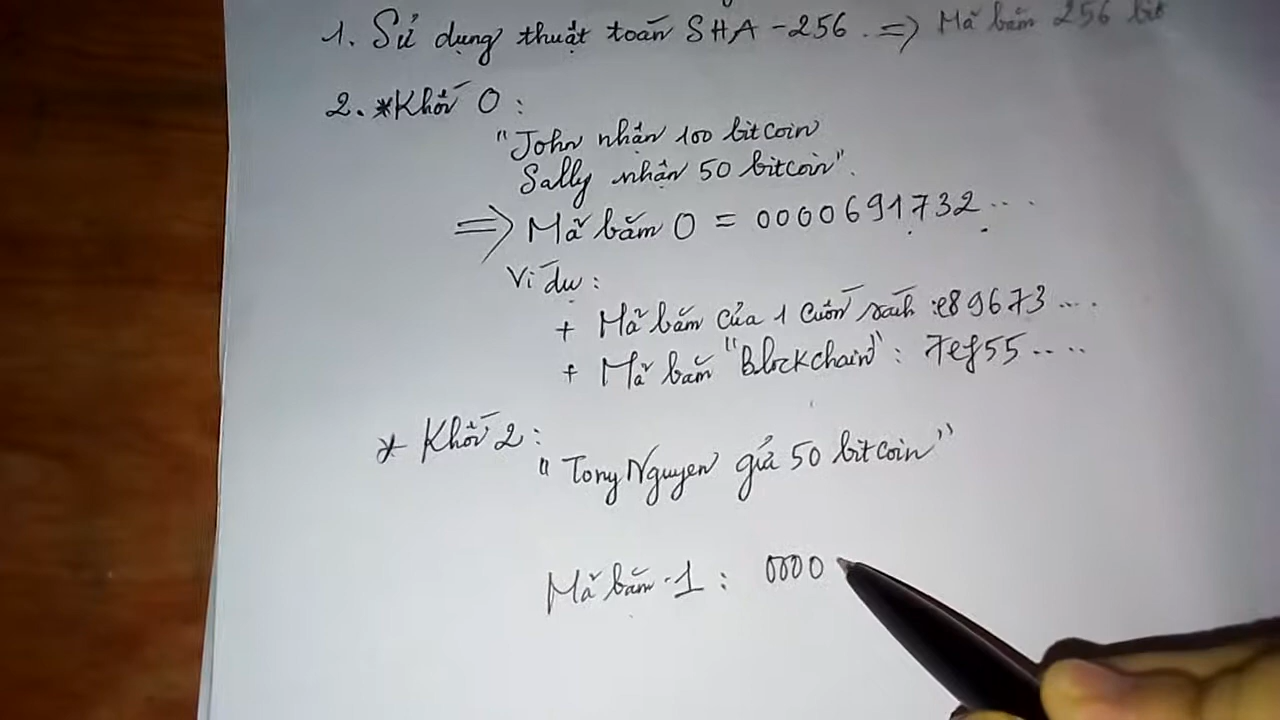 1. Sử dụng thuật toán SHA-256. => Mã băm 256 bit
2. *Khối 0:
"John nhận 100 bitcoin
Sally nhận 50 bitcoin".
=> Mã băm 0 = 0000691732....
Ví dụ:
+ Mã băm của 1 cuốn sách: e89673....
+ Mã băm "Blockchain": 7ef55....
* Khối 2:
"Tony Nguyen gửi 50 bitcoin"
Mã băm -1: 0000